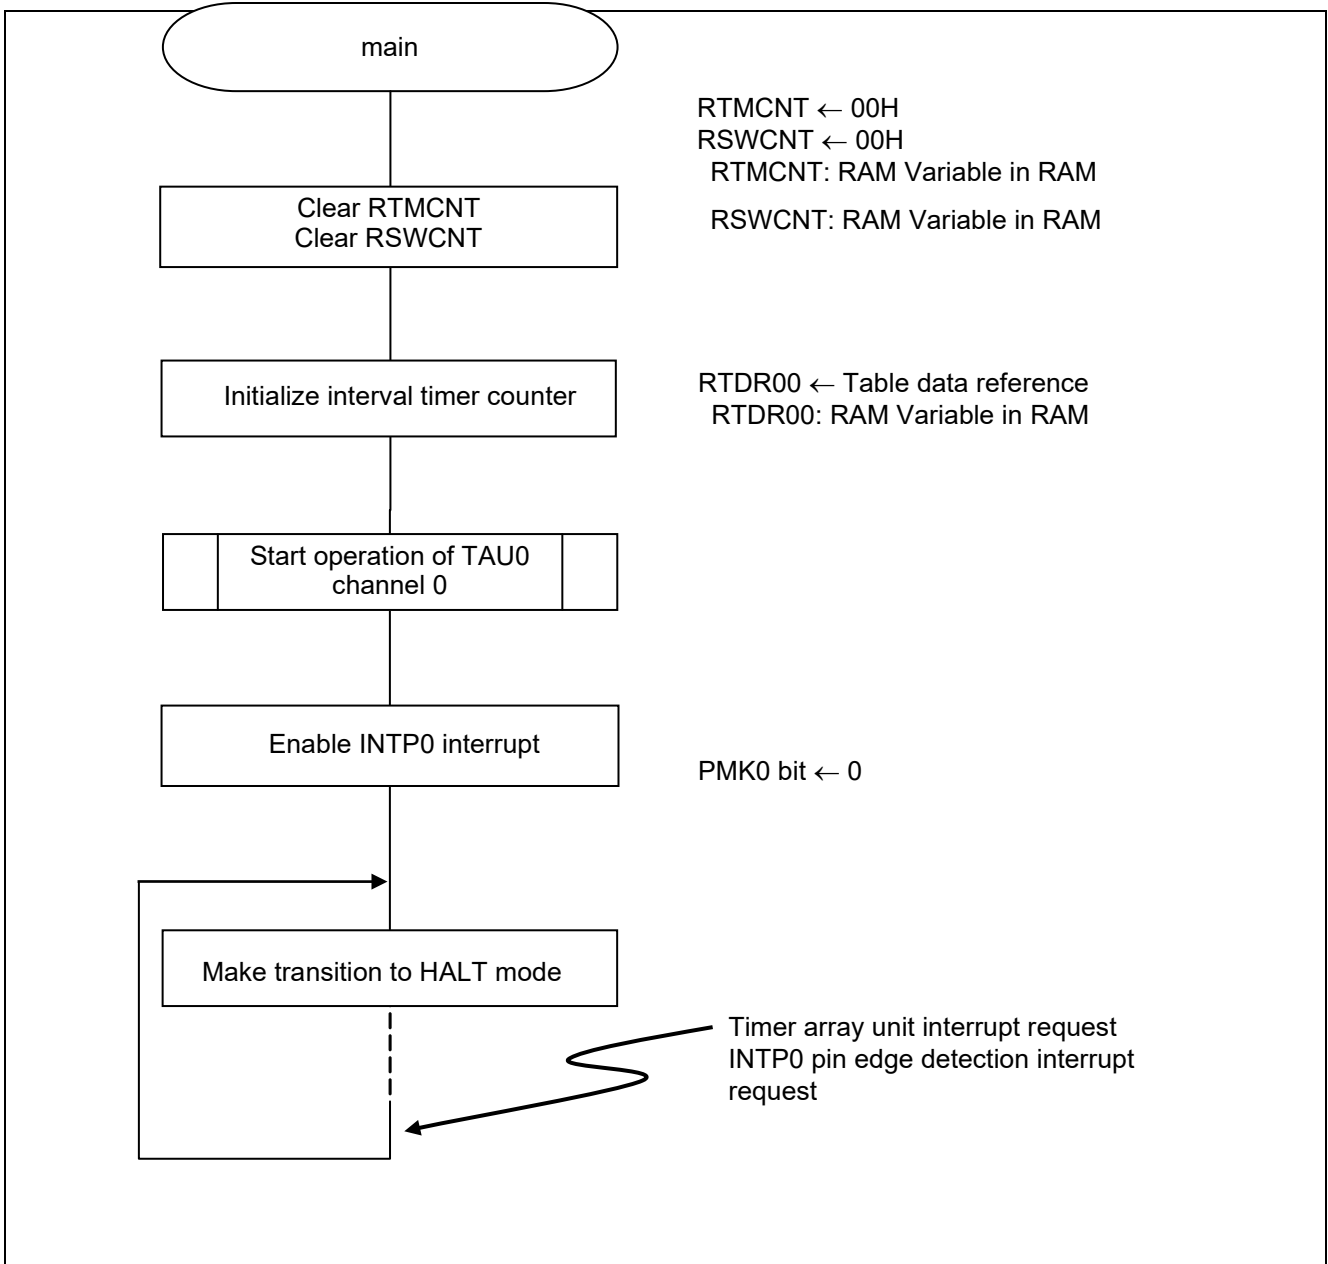 main
RTMCNT ← 00H
RSWCNT ← 00H
RTMCNT: RAM Variable in RAM
Clear RTMCNT
Clear RSWCNT
RSWCNT: RAM Variable in RAM
Initialize interval timer counter
RTDR00 ← Table data reference
RTDR00: RAM Variable in RAM
Start operation of TAU0
channel 0
Enable INTP0 interrupt
PMK0 bit ← 0
Make transition to HALT mode
Timer array unit interrupt request
INTP0 pin edge detection interrupt
request